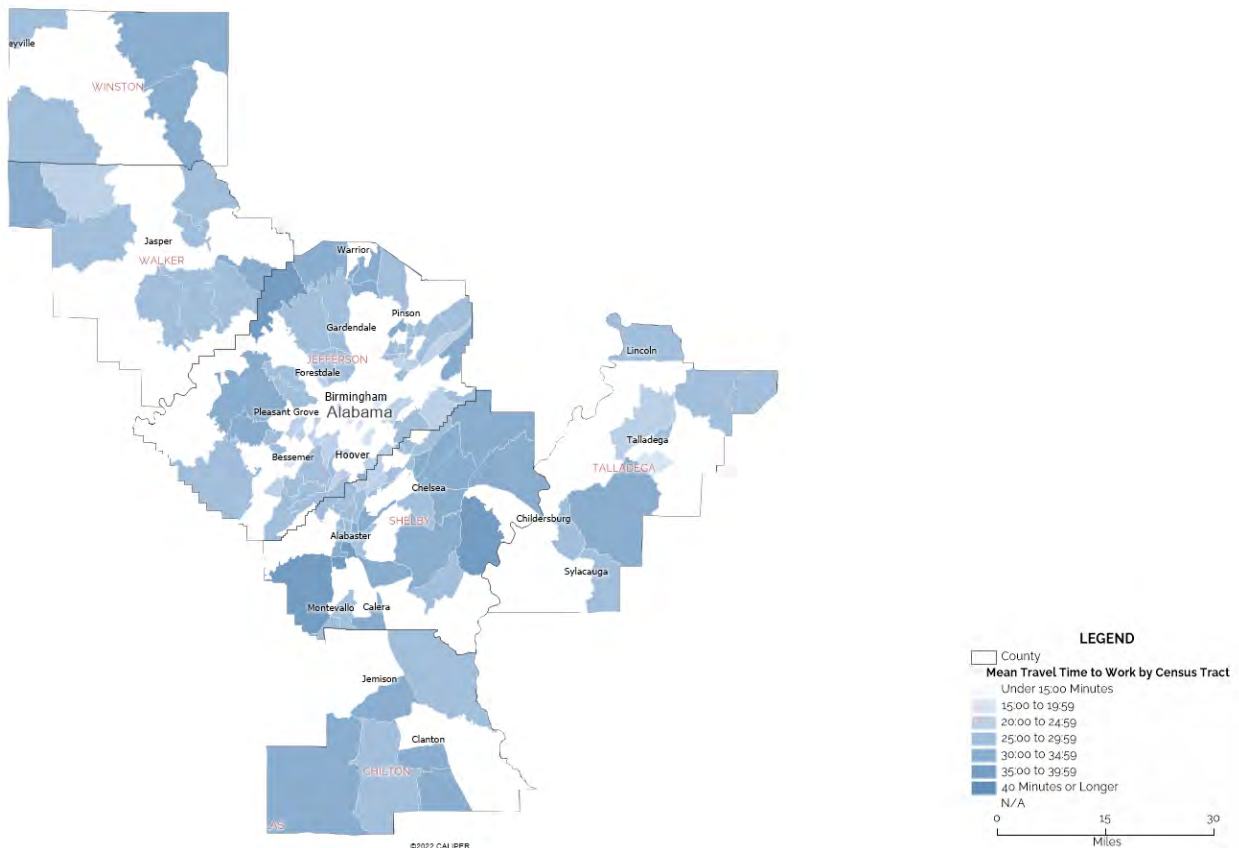 eyville
WINSTON
Jasper
WALKER
Warrior
Pinson
Gardendale
JEFFERSON
Forestdale
Lincoln
Birmingham
Pleasant Grove
Alabama
Talladega
Bessemer
Hoover
TALLADEGA
Chelsea
SHELBY
Childersburg
Alabaster
Sylacauga
Montevallo
Calera
Jemison
Clanton
CHILTON
AS
©2022 CALIPER
LEGEND
County
Mean Travel Time to Work by Census Tract
Under 15:00 Minutes
15:00 to 19:59
20:00 to 24:59
25:00 to 29:59
30:00 to 34:59
35:00 to 39:59
40 Minutes or Longer
N/A
0 15 30
Miles